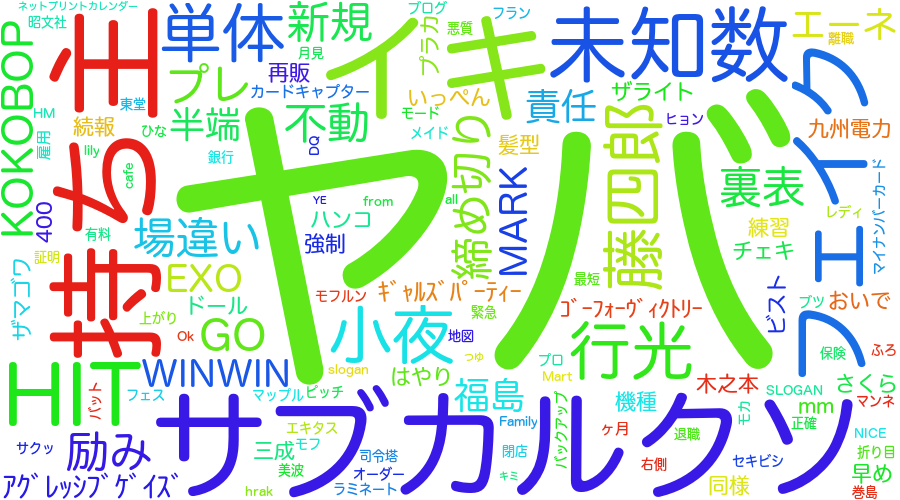 ネットプリントカレンダー
昭文社
KOKOBOP
HM
雇用
400
lily
cafe
証明
ザマゴワ
持ち主
東堂
ひな
有料
上がり
続報
単体
プレ
半端
銀行
場違い
EXO
ドール
GO
新規
月見
再販
カードキャプター
不動
DQ
YE
from
ハンコ
強制
モフルン
Ok
ヤバ
イキ
ブログ
プラカ
悪質
フラン
いっぺん
モード
メイド
all
締め切り
髪型
MARK
ギャルズパーティー
緊急
地図
つゆ
未知数
責任
ザライト
ヒョン
藤四郎
最短
ゴーフォーヴィクトリー
エーネ
離職
九州電力
裏表
練習
チェキ
レディ
マイナンバーカード
フェイク
ビスト
ブツ
おいで
保険
ふろ
エIT
バット
WINWIN
フェス
マップル
ピッチ
slogan
小夜
はやり
プロ
Mart
行光
木之本
SLOGAN
さくら
マンネ
サブカルクソ
サクッ
励み
アグレッシブゲイズ
三成
モフ
エキタス
美波
hrak
司令塔
オーダー
ラミネート
福島
Family
閉店
キミ
バックアップ
機種
ヶ月
右側
退職
モカ
mm
正確
NICE
セキビシ
折り目
同様
早め
巻島